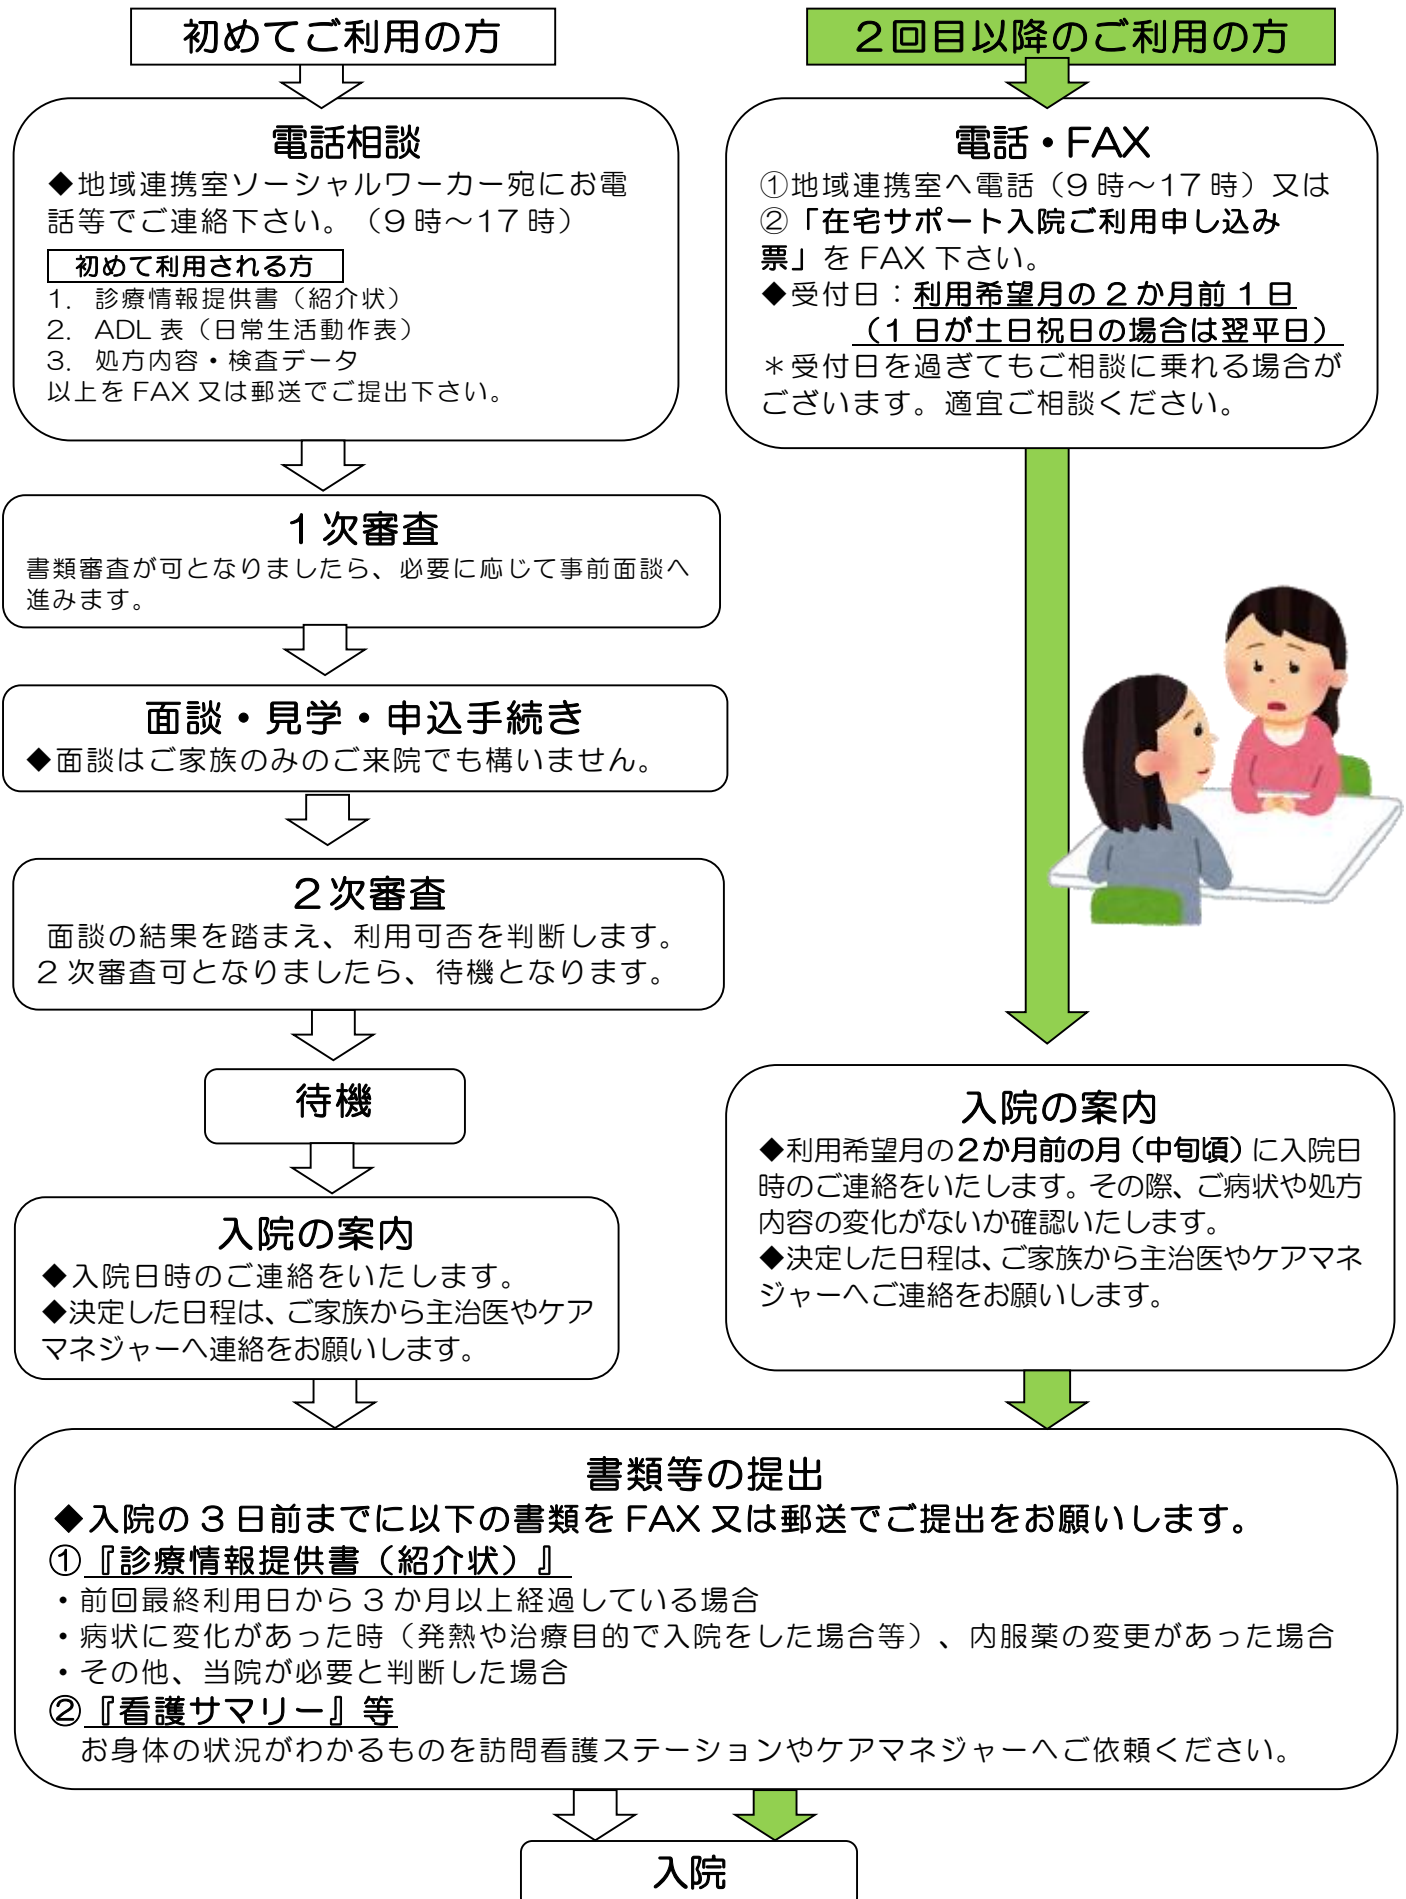 初めてご利用の方
電話相談
◆地域連携室ソーシャルワーカー宛にお電
話等でご連絡下さい。（9時～17時）
初めて利用される方
1. 診療情報提供書（紹介状）
2. ADL表（日常生活動作表）
3. 処方内容・検査データ
以上をFAX又は郵送でご提出下さい。
1次審査
書類審査が可となりましたら、必要に応じて事前面談へ
進みます。
面談・見学・申込手続き
◆面談はご家族のみのご来院でも構いません。
2次審査
面談の結果を踏まえ、利用可否を判断します。
2次審査可となりましたら、待機となります。
待機
入院の案内
◆入院日時のご連絡をいたします。
◆決定した日程は、ご家族から主治医やケア
マネジャーへ連絡をお願いします。
2回目以降のご利用の方
電話・FAX
①地域連携室へ電話（9時～17時）又は
②「在宅サポート入院ご利用申し込み
票」をFAX下さい。
◆受付日：利用希望月の2か月前1日
（1日が土日祝日の場合は翌平日）
＊受付日を過ぎてもご相談に乗れる場合が
ございます。適宜ご相談ください。
入院の案内
◆利用希望月の2か月前の月（中旬頃）に入院日
時のご連絡をいたします。その際、ご病状や処方
内容の変化がないか確認いたします。
◆決定した日程は、ご家族から主治医やケアマネ
ジャーへご連絡をお願いします。
書類等の提出
◆入院の3日前までに以下の書類をFAX又は郵送でご提出をお願いします。
①『診療情報提供書（紹介状）』
・前回最終利用日から3か月以上経過している場合
・病状に変化があった時（発熱や治療目的で入院をした場合等）、内服薬の変更があった場合
・その他、当院が必要と判断した場合
②『看護サマリー』等
お身体の状況がわかるものを訪問看護ステーションやケアマネジャーへご依頼ください。
入院